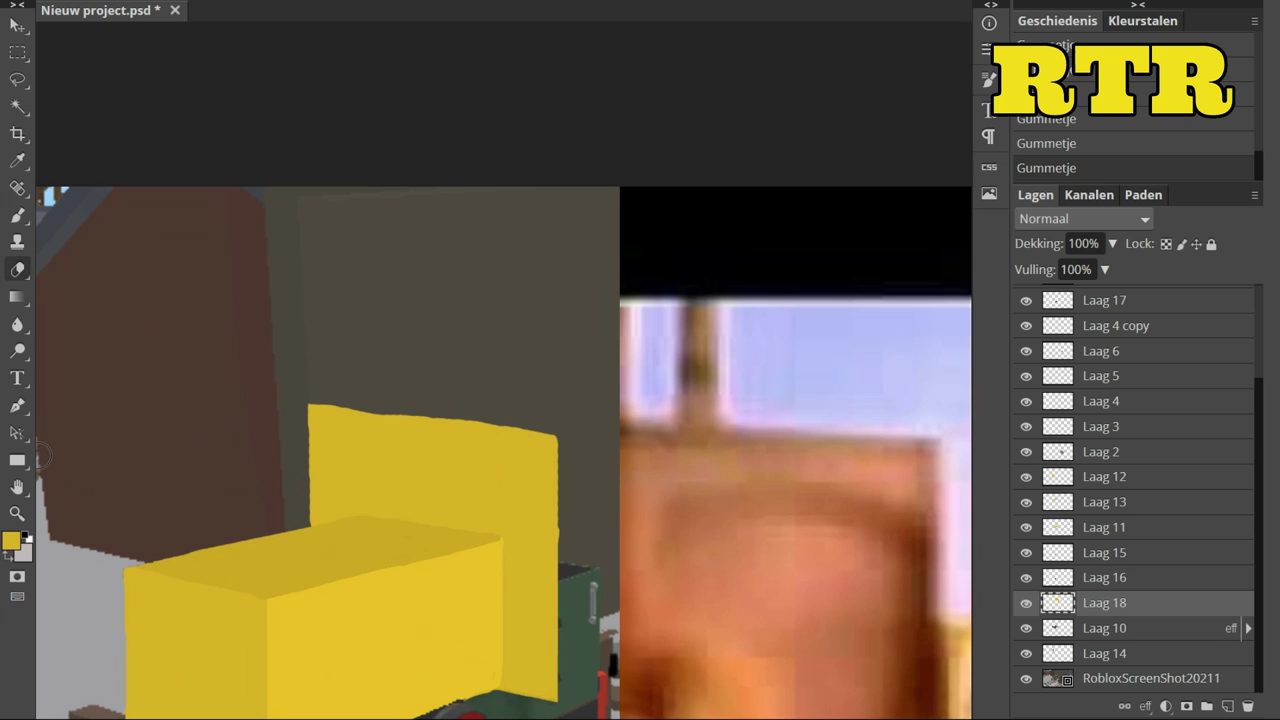 Nieuw project.psd *
Geschiedenis
Kleurstalen
RTR
Gummetje
Gummetje
Gummetje
Lagen
Kanalen
Paden
Normaal
Dekking: 100%
Lock:
Vulling: 100%
Laag 17
Laag 4 copy
Laag 6
Laag 5
Laag 4
Laag 3
Laag 2
Laag 12
Laag 13
Laag 11
Laag 15
Laag 16
Laag 18
Laag 10
eff
Laag 14
RobloxScreenShot20211
eff
CSS